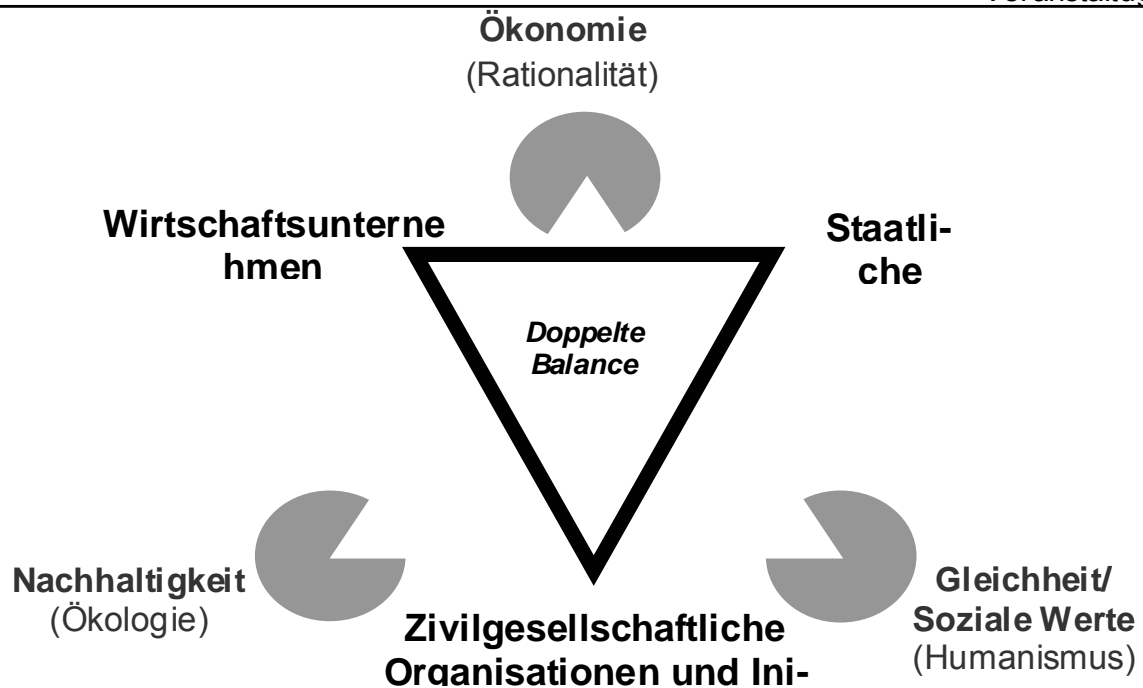 Ökonomie
(Rationalität)
Wirtschaftsunterne
hmen
Staatli-
che
Doppelte
Balance
Nachhaltigkeit
(Ökologie)
Gleichheit/
Soziale Werte
(Humanismus)
Zivilgesellschaftliche
Organisationen und Ini-